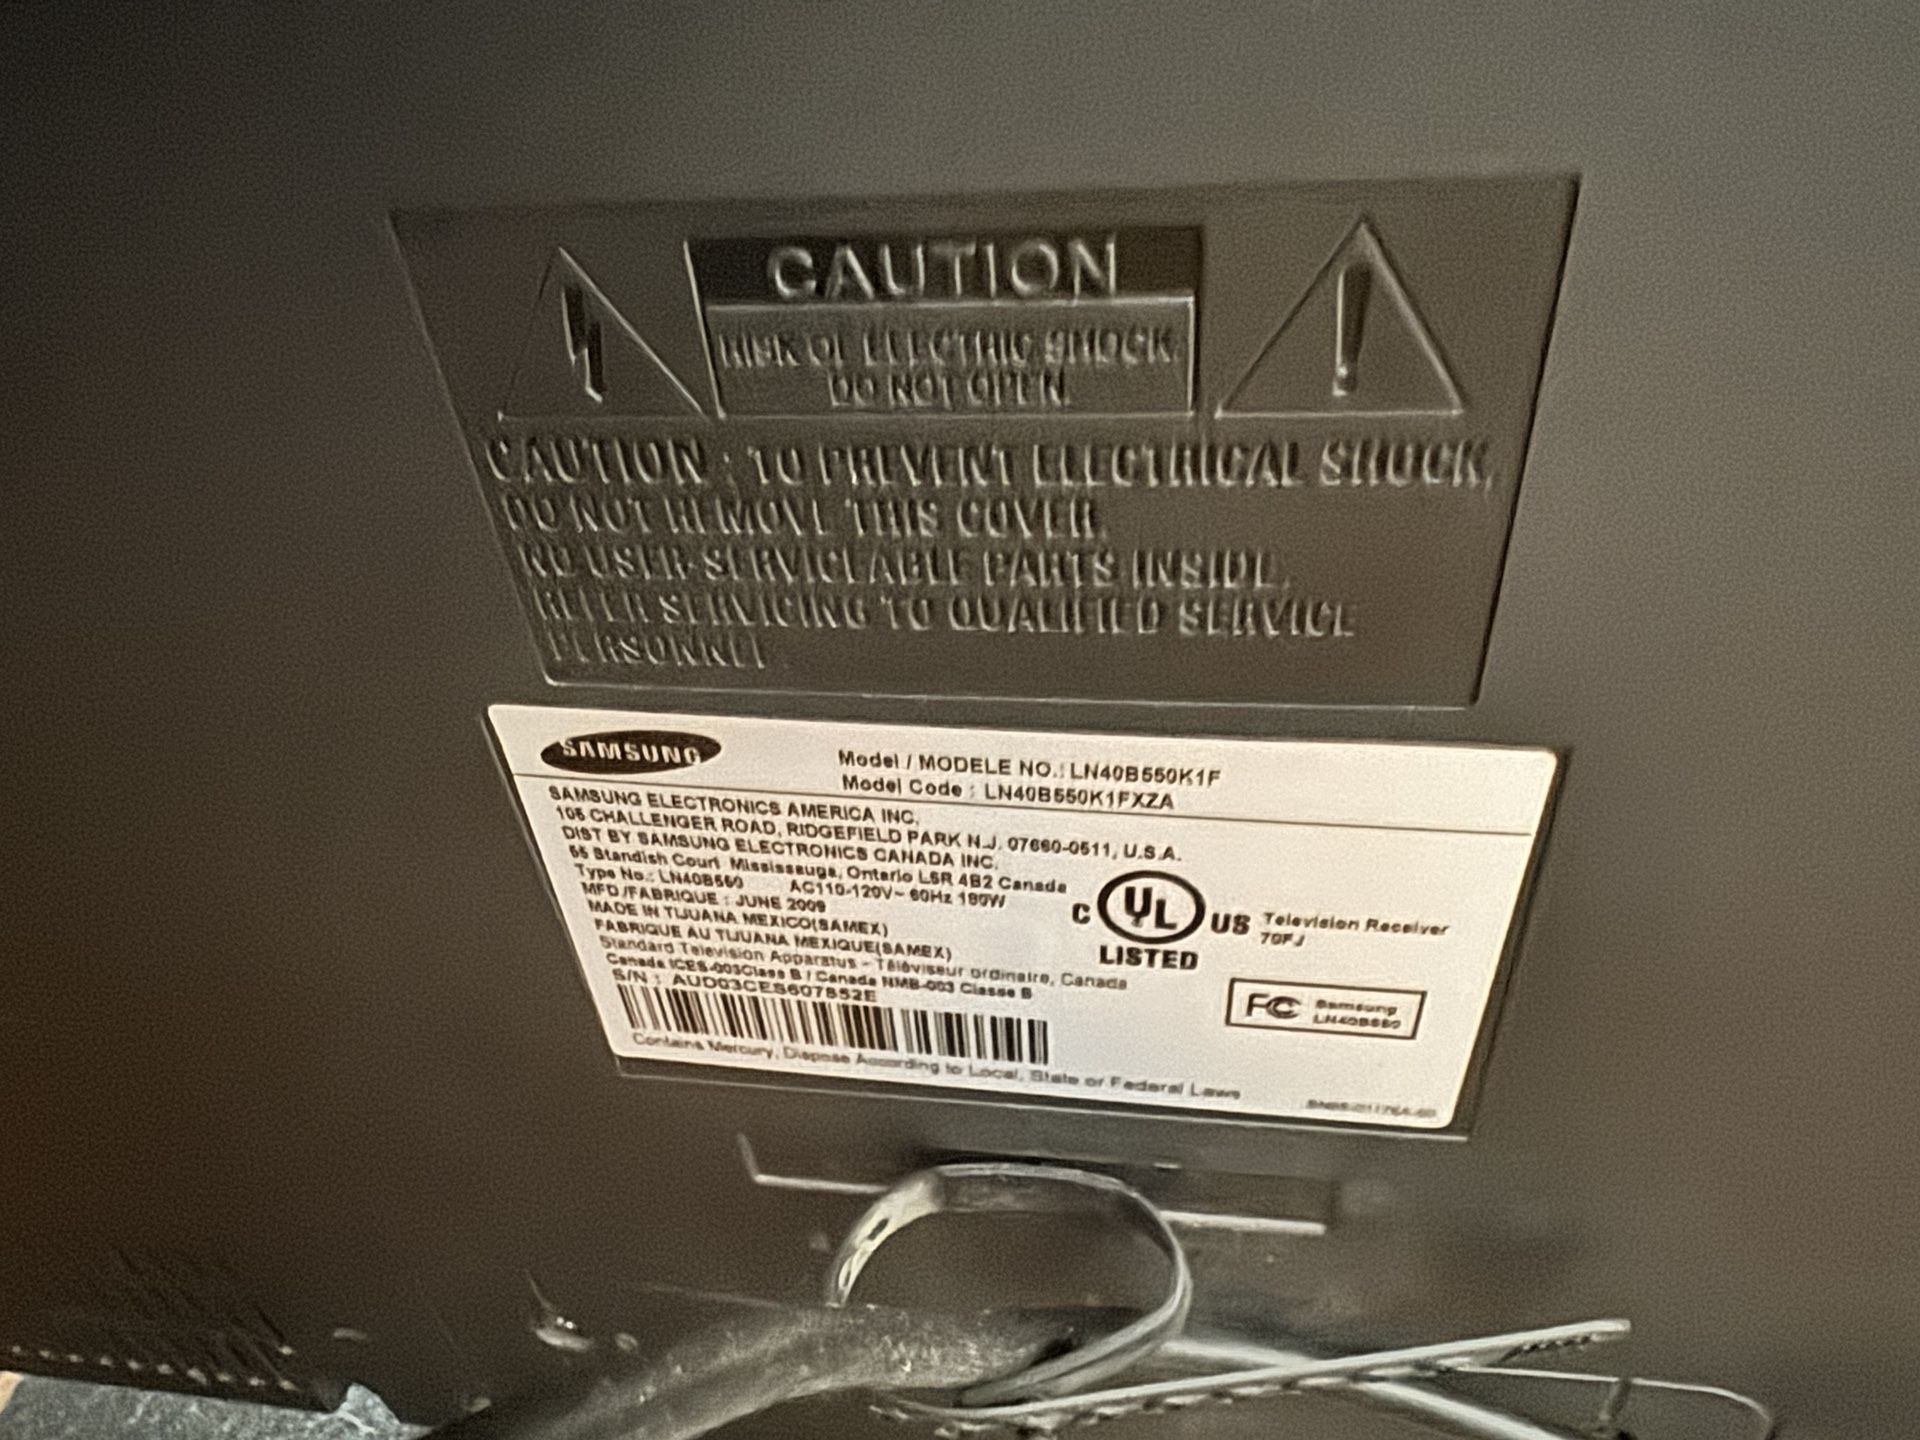 CAUTION
RISK OF ELECTRIC SHOCK
DO NOT OPEN.
CAUTION : TO PREVENT ELECTRICAL SHOCK,
DO NOT REMOVE THIS COVER.
NO USER-SERVICEABLE PARTS INSIDE.
REFER SERVICING TO QUALIFIED SERVICE
PERSONNEL
SAMSUNG
Model / MODELE NO.: LN40B550K1F
Model Code : LN40B550K1FXZA
SAMSUNG ELECTRONICS AMERICA INC.
105 CHALLENGER ROAD, RIDGEFIELD PARK N.J. 07660-0511, U.S.A.
DIST BY SAMSUNG ELECTRONICS CANADA INC.
55 Standish Court Mississauga, Ontario L5R 4B2 Canada
Type No.: LN40B550 AC110-120V~ 60Hz 180W
MFD /FABRIQUE : JUNE 2009
MADE IN TIJUANA MEXICO(SAMEX)
FABRIQUE AU TIJUANA MEXIQUE(SAMEX)
Standard Television Apparatus - Téléviseur ordinaire, Canada
Canada ICES-003Class B / Canada NMB-003 Classe B
S/N : AUD03CES607852E
C UL US
LISTED
Television Receiver
70FJ
FC Samsung
LN40B550
Contains Mercury, Dispose According to Local, State or Federal Laws